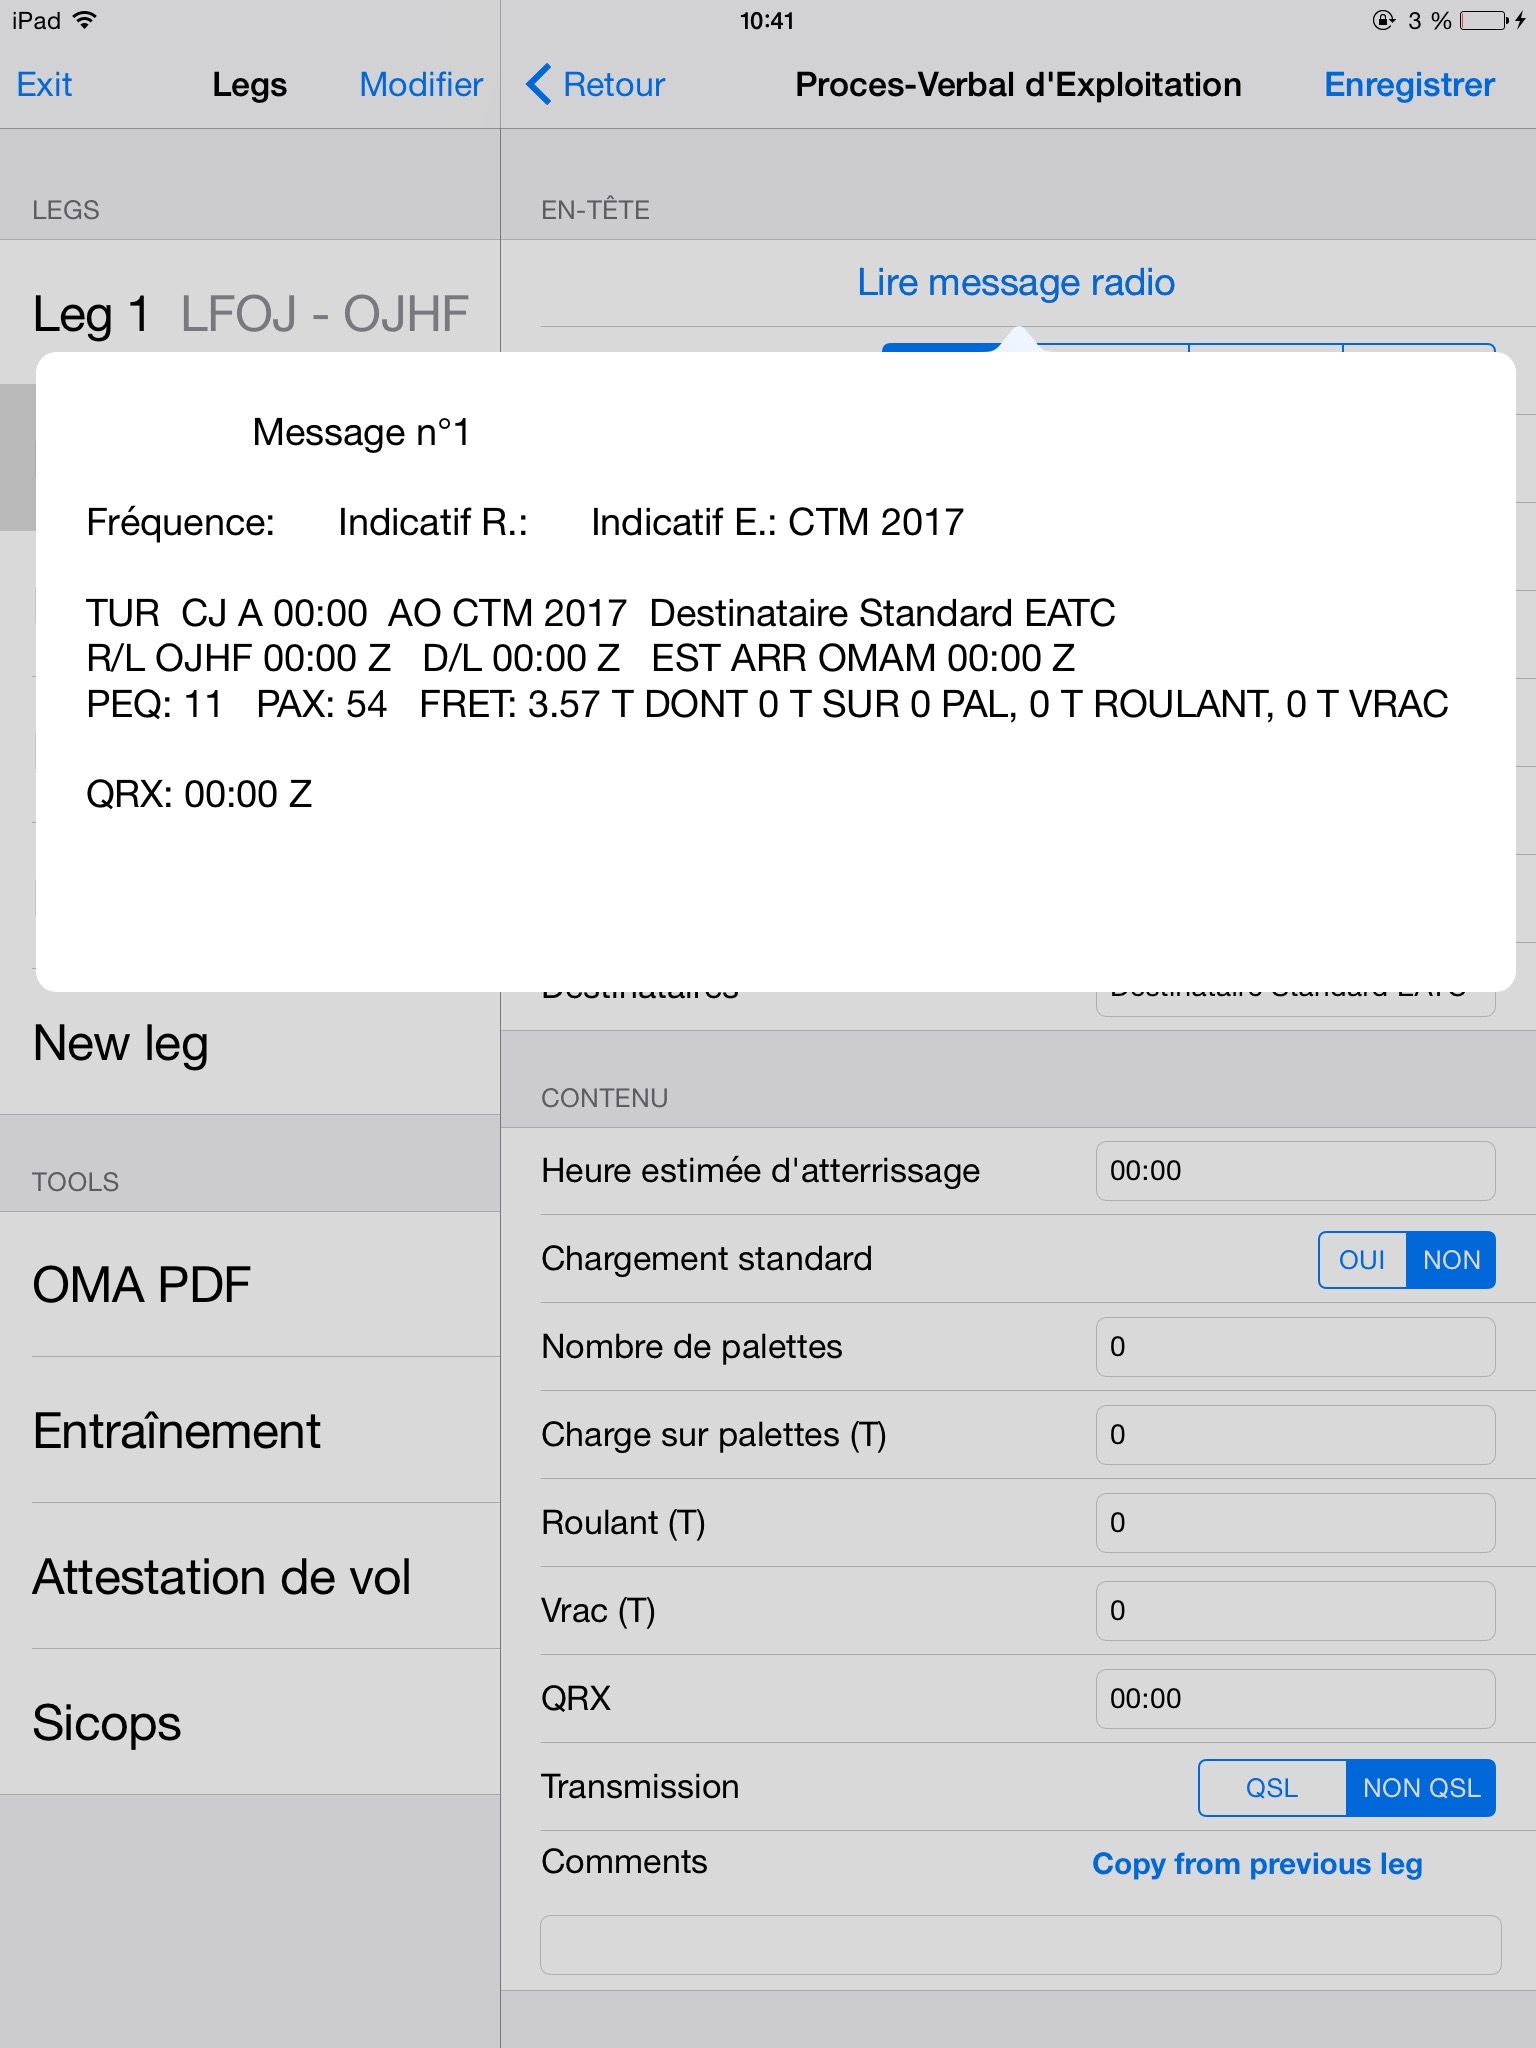 iPad 10:41 3 %
Exit Legs Modifier
Retour Proces-Verbal d'Exploitation Enregistrer
LEGS
Leg 1 LFOJ - OJHF
New leg
TOOLS
OMA PDF
Entraînement
Attestation de vol
Sicops
EN-TÊTE
Lire message radio
Message n°1
Fréquence: Indicatif R.: Indicatif E.: CTM 2017
TUR CJ A 00:00 AO CTM 2017 Destinataire Standard EATC
R/L OJHF 00:00 Z D/L 00:00 Z EST ARR OMAM 00:00 Z
PEQ: 11 PAX: 54 FRET: 3.57 T DONT 0 T SUR 0 PAL, 0 T ROULANT, 0 T VRAC
QRX: 00:00 Z
Destinataires Destinataire Standard EATC
CONTENU
Heure estimée d'atterrissage 00:00
Chargement standard OUI NON
Nombre de palettes 0
Charge sur palettes (T) 0
Roulant (T) 0
Vrac (T) 0
QRX 00:00
Transmission QSL NON QSL
Comments Copy from previous leg